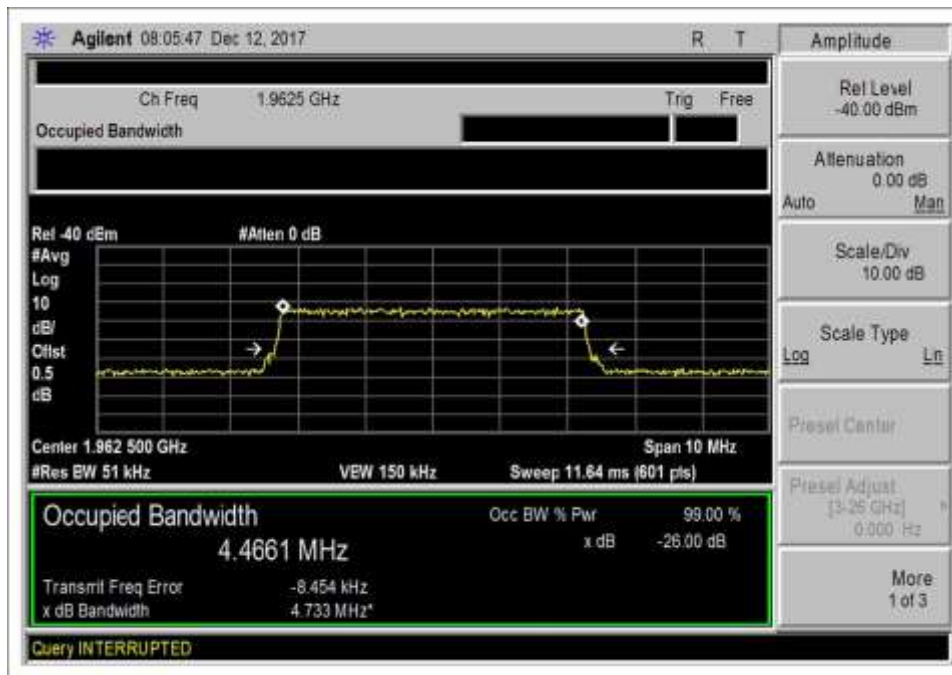 Agilent 08:05:47 Dec 12, 2017 R T
Amplitude
Ch Freq 1.9625 GHz Trig Free
Occupied Bandwidth
Ref Level
-40.00 dBm
Attenuation
0.00 dB
Auto Man
Scale/Div
10.00 dB
Scale Type
Log Lin
Presel Center
Presel Adjust
[3-26 GHz]
0.000 Hz
More
1 of 3
Ref -40 dBm #Atten 0 dB
#Avg
Log
10
dB/
Offst
0.5
dB
Center 1.962 500 GHz Span 10 MHz
#Res BW 51 kHz VBW 150 kHz Sweep 11.64 ms (601 pts)
Occupied Bandwidth Occ BW % Pwr 99.00 %
4.4661 MHz x dB -26.00 dB
Transmit Freq Error -8.454 kHz
x dB Bandwidth 4.733 MHz*
Query INTERRUPTED